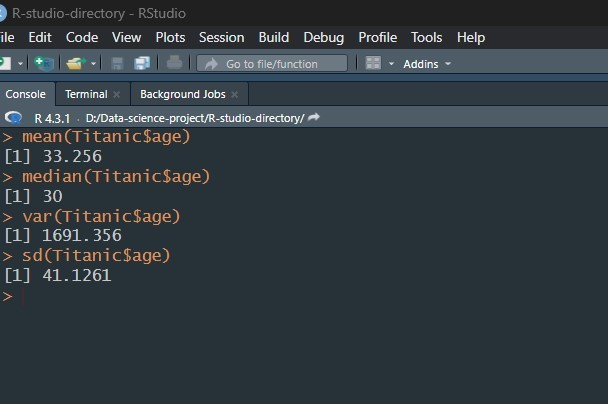 R-studio-directory - RStudio
ile Edit Code View Plots Session Build Debug Profile Tools Help
Go to file/function Addins
Console Terminal Background Jobs
R 4.3.1 · D:/Data-science-project/R-studio-directory/
> mean(Titanic$age)
[1] 33.256
> median(Titanic$age)
[1] 30
> var(Titanic$age)
[1] 1691.356
> sd(Titanic$age)
[1] 41.1261
>